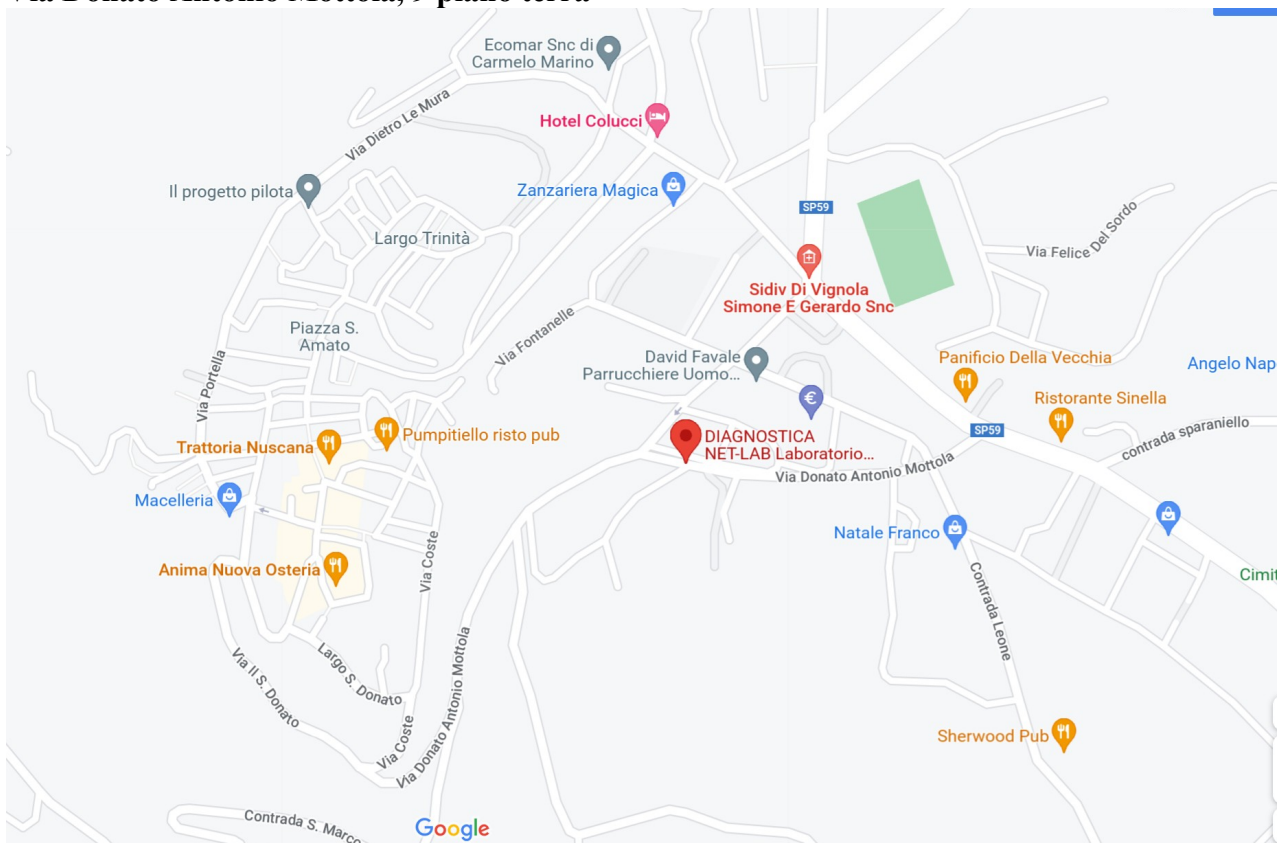 Via Donato Antonio Mottola, 9 piano terra
Ecomar Snc di
Carmelo Marino
Via Dietro Le Mura
Hotel Colucci
Il progetto pilota
Zanzariera Magica
SP59
Largo Trinità
Via Felice Del Sordo
Sidiv Di Vignola
Simone E Gerardo Snc
Piazza S.
Amato
Via Fontanelle
David Favale
Parrucchiere Uomo...
Panificio Della Vecchia
Angelo Nap
Via Portella
Ristorante Sinella
Trattoria Nuscana
Pumpitiello risto pub
DIAGNOSTICA
NET-LAB Laboratorio...
SP59
contrada sparaniello
Via Donato Antonio Mottola
Macelleria
Natale Franco
Anima Nuova Osteria
Via Coste
Cimit
Contrada Leone
Largo S. Donato
Via II S. Donato
Via Donato Antonio Mottola
Via Coste
Sherwood Pub
Contrada S. Marco
Google